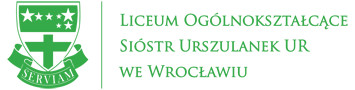 SERVIAM
Liceum Ogólnokształcące
Sióstr Urszulanek UR
we Wrocławiu